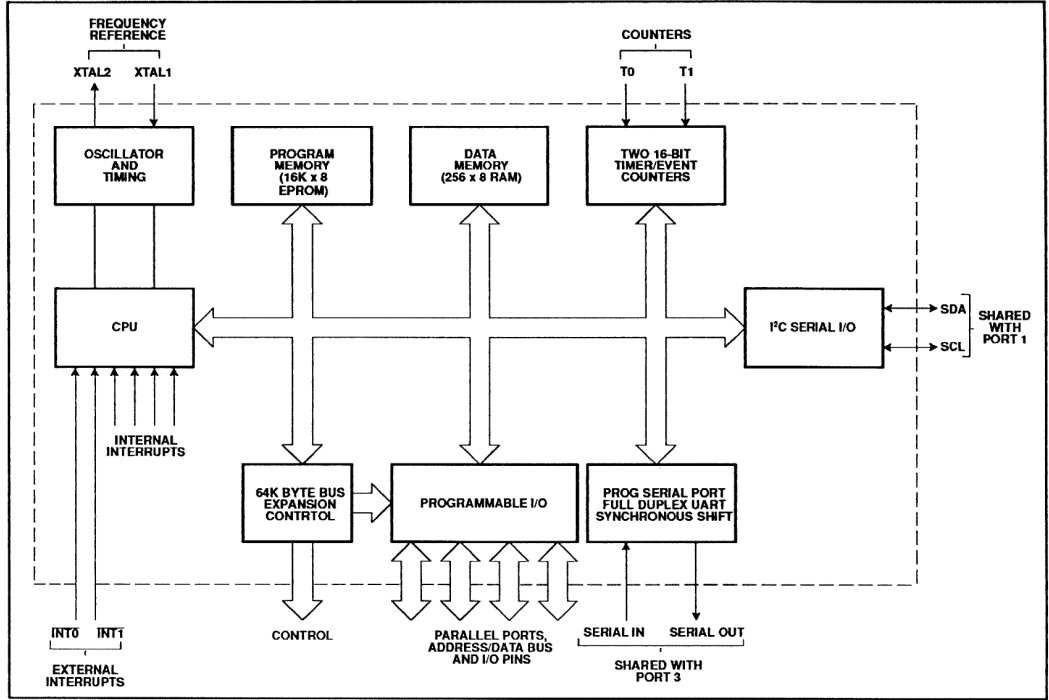 FREQUENCY
REFERENCE
COUNTERS
XTAL2
XTAL1
T0
T1
OSCILLATOR
AND
TIMING
PROGRAM
MEMORY
(16K x 8
EPROM)
DATA
MEMORY
(256 x 8 RAM)
TWO 16-BIT
TIMER/EVENT
COUNTERS
CPU
I²C SERIAL I/O
SDA
SCL
SHARED
WITH
PORT 1
INTERNAL
INTERRUPTS
64K BYTE BUS
EXPANSION
CONTRTOL
PROGRAMMABLE I/O
PROG SERIAL PORT
FULL DUPLEX UART
SYNCHRONOUS SHIFT
INT0
INT1
EXTERNAL
INTERRUPTS
CONTROL
PARALLEL PORTS,
ADDRESS/DATA BUS
AND I/O PINS
SERIAL IN
SERIAL OUT
SHARED WITH
PORT 3